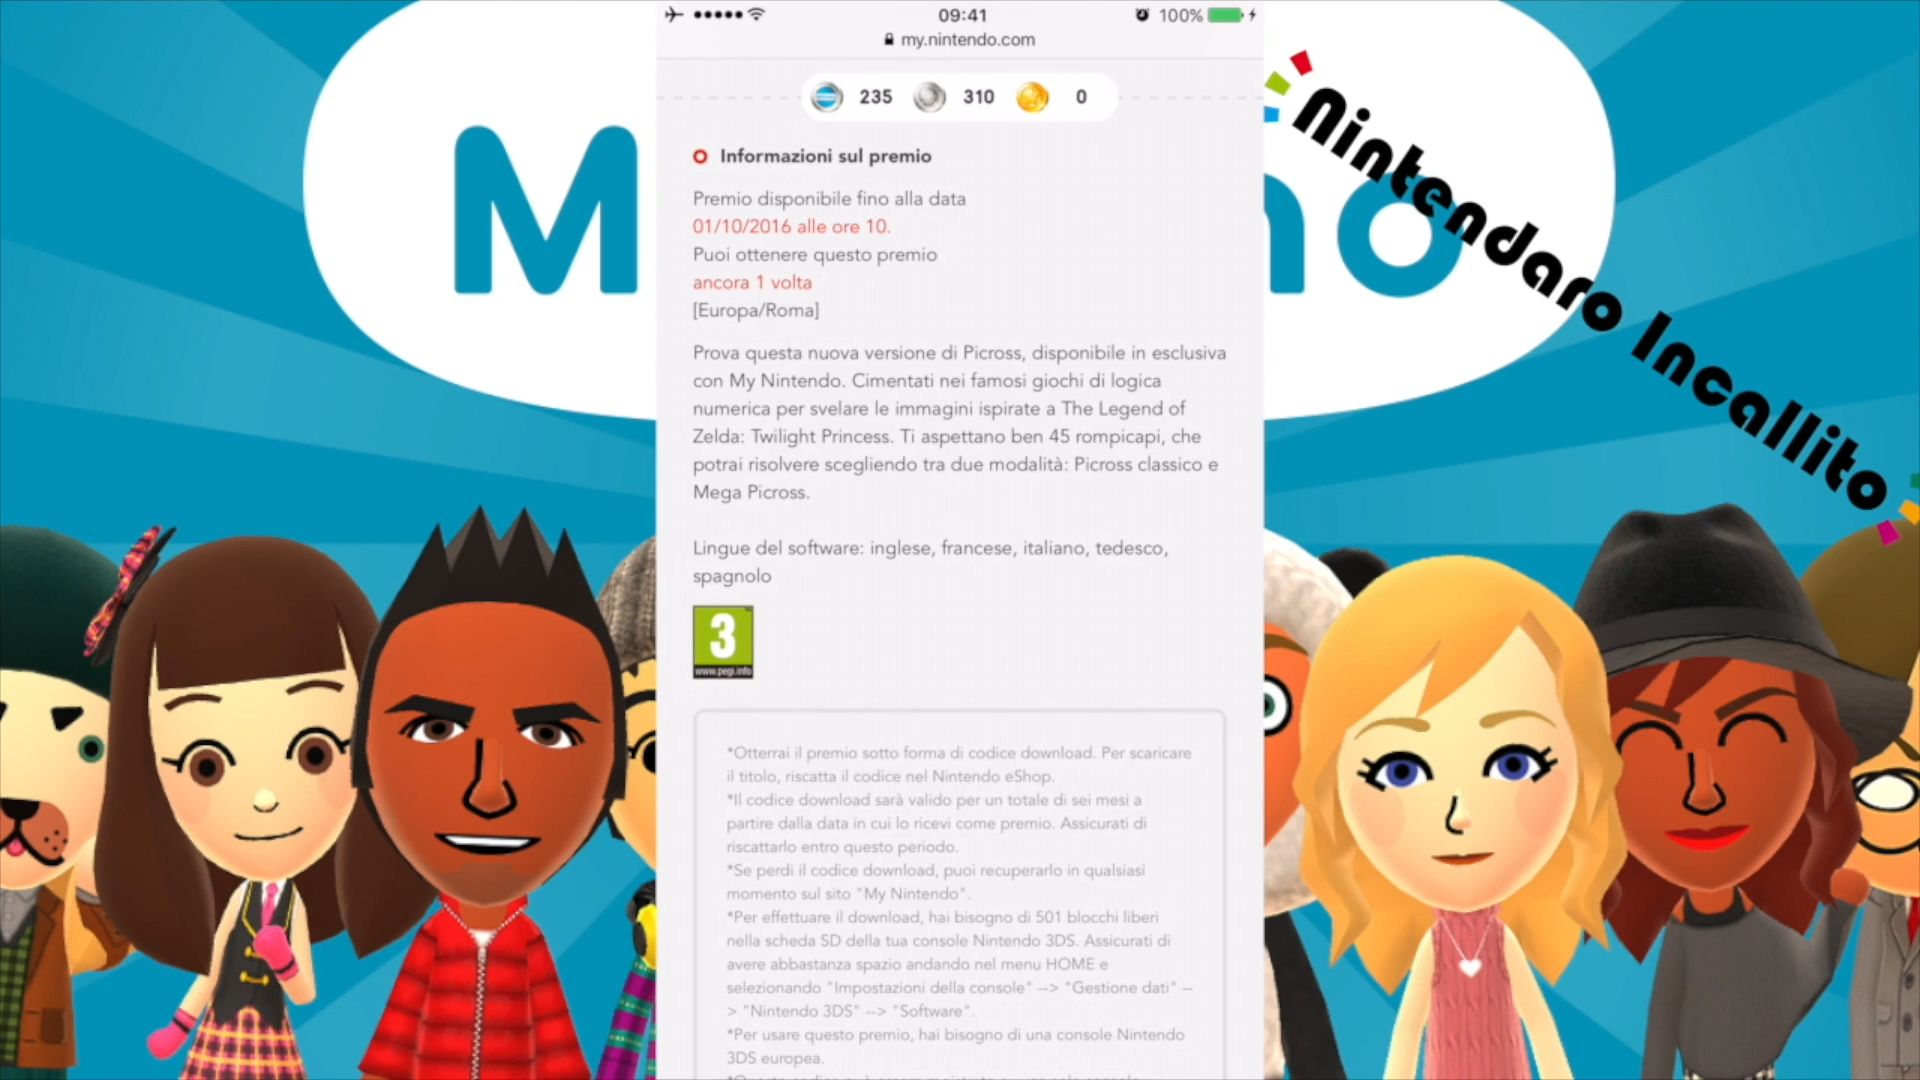 09:41
100%
my.nintendo.com
235
310
0
M
Nintendaro Incallito
Informazioni sul premio
Premio disponibile fino alla data
01/10/2016 alle ore 10.
Puoi ottenere questo premio
ancora 1 volta
[Europa/Roma]
Prova questa nuova versione di Picross, disponibile in esclusiva
con My Nintendo. Cimentati nei famosi giochi di logica
numerica per svelare le immagini ispirate a The Legend of
Zelda: Twilight Princess. Ti aspettano ben 45 rompicapi, che
potrai risolvere scegliendo tra due modalità: Picross classico e
Mega Picross.
Lingue del software: inglese, francese, italiano, tedesco,
spagnolo
3
www.pegi.info
*Otterrai il premio sotto forma di codice download. Per scaricare
il titolo, riscatta il codice nel Nintendo eShop.
*Il codice download sarà valido per un totale di sei mesi a
partire dalla data in cui lo ricevi come premio. Assicurati di
riscattarlo entro questo periodo.
*Se perdi il codice download, puoi recuperarlo in qualsiasi
momento sul sito "My Nintendo".
*Per effettuare il download, hai bisogno di 501 blocchi liberi
nella scheda SD della tua console Nintendo 3DS. Assicurati di
avere abbastanza spazio andando nel menu HOME e
selezionando "Impostazioni della console" --> "Gestione dati" --
> "Nintendo 3DS" --> "Software".
*Per usare questo premio, hai bisogno di una console Nintendo
3DS europea.